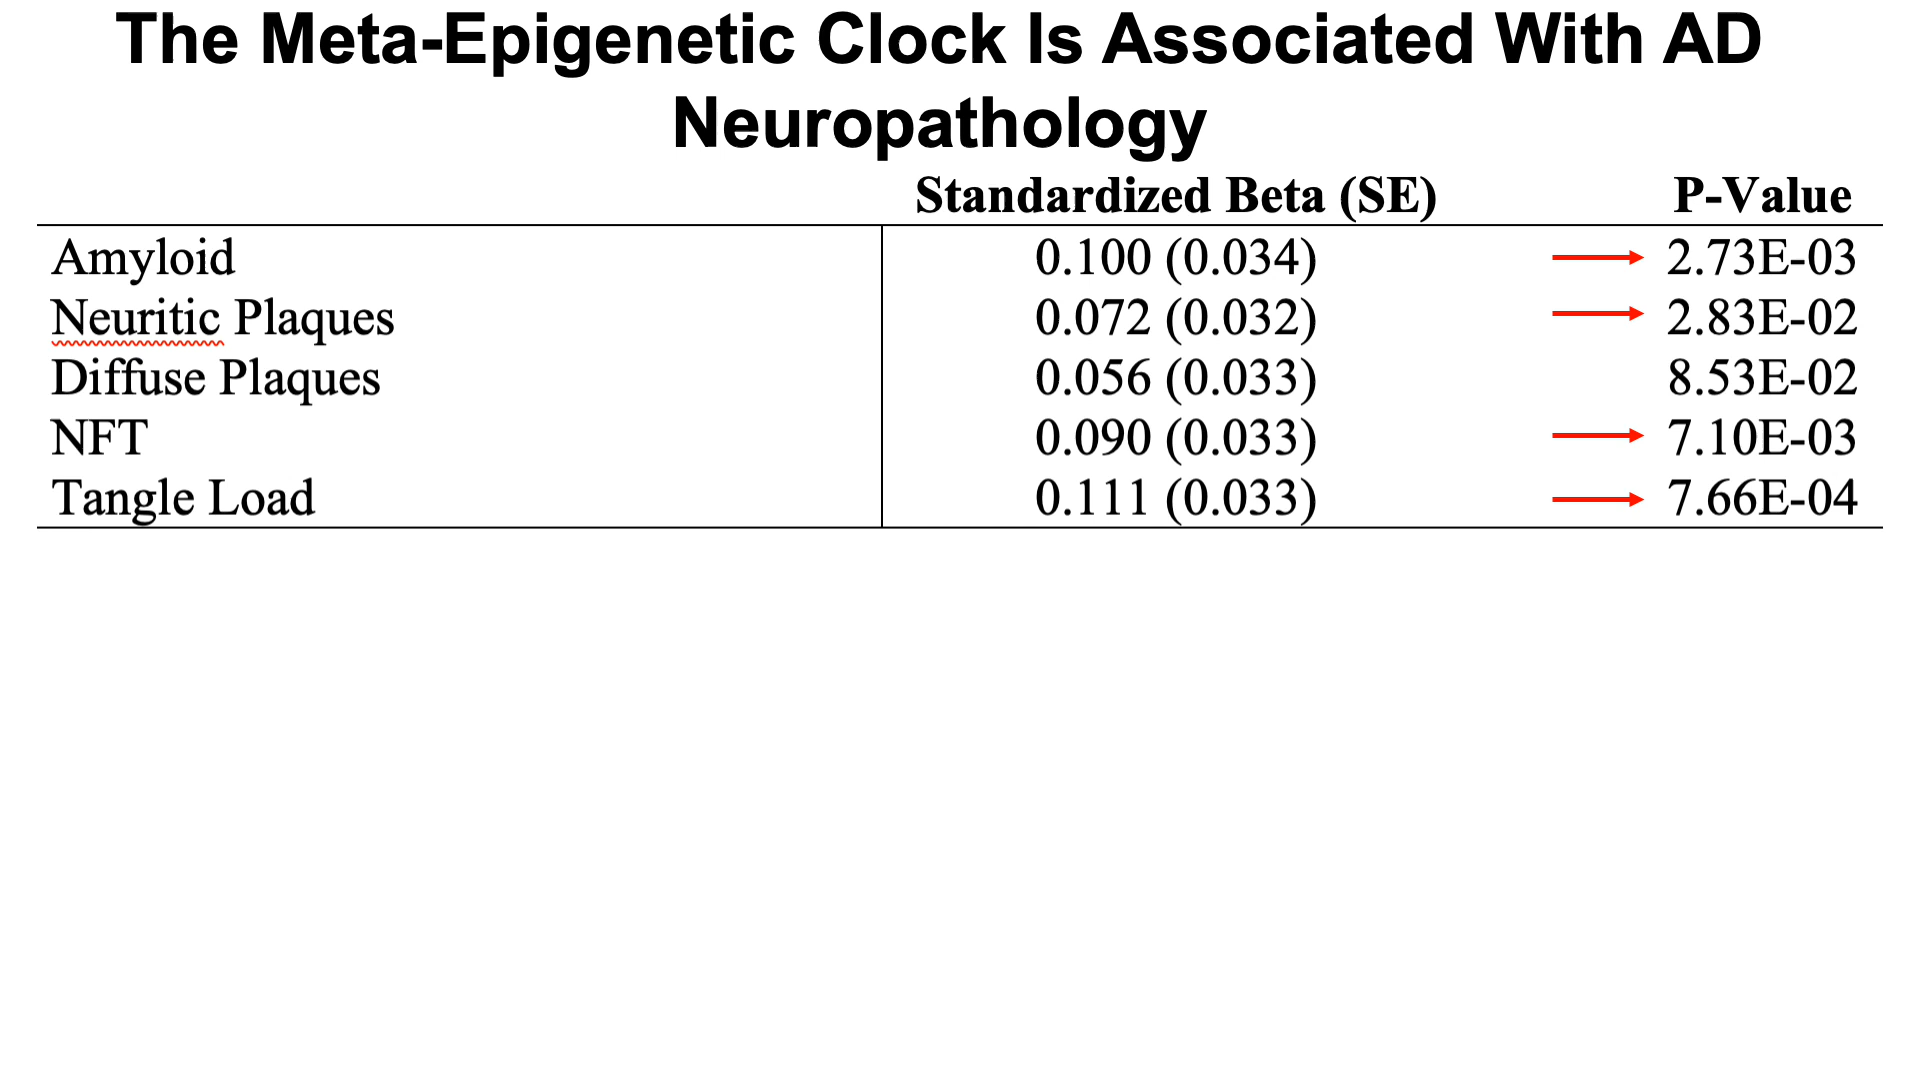 The Meta-Epigenetic Clock Is Associated With AD
Neuropathology
Standardized Beta (SE) P-Value
Amyloid 0.100 (0.034) 2.73E-03
Neuritic Plaques 0.072 (0.032) 2.83E-02
Diffuse Plaques 0.056 (0.033) 8.53E-02
NFT 0.090 (0.033) 7.10E-03
Tangle Load 0.111 (0.033) 7.66E-04